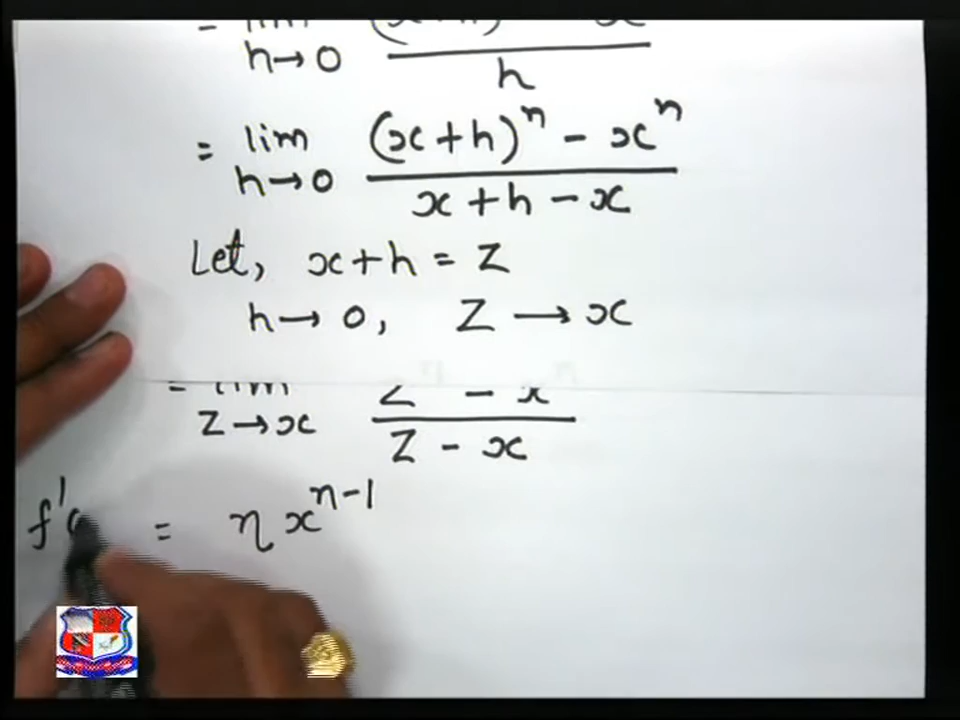 h→0 h
= lim (x+h)^n - x^n
h→0 x+h-x
Let, x+h = Z
h→0, Z→x
Z→x Z - x
f' = nx^{n-1}